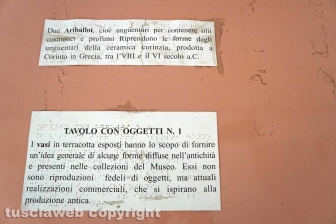 Due Ariballoi, cioè unguentari per contenere olii
cosmetici e profumi Riprendono le forme degli
unguentari della ceramica corinzia, prodotta a
Corinto in Grecia, tra l'VIII e il VI secolo a.C.
TAVOLO CON OGGETTI N. 1
I vasi in terracotta esposti hanno lo scopo di fornire
un'idea generale di alcune forme diffuse nell'antichità
e presenti nelle collezioni del Museo. Essi non
sono riproduzioni fedeli di oggetti, ma attuali
realizzazioni commerciali, che si ispirano alla
produzione antica.
tusciaweb.com ©